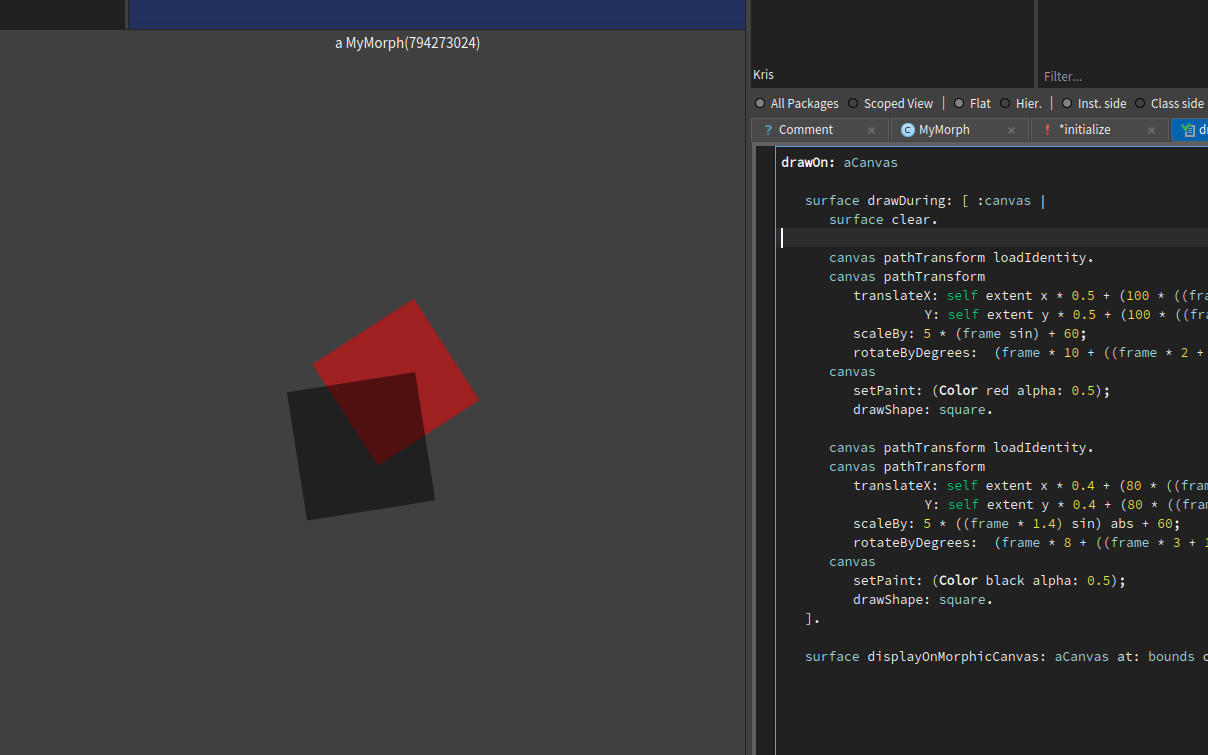 a MyMorph(794273024)
Kris
Filter...
All Packages Scoped View | Flat Hier. | Inst. side Class side
? Comment × C MyMorph × ! *initialize ×
drawOn: aCanvas
surface drawDuring: [ :canvas |
surface clear.
canvas pathTransform loadIdentity.
canvas pathTransform
translateX: self extent x * 0.5 + (100 * ((fra
Y: self extent y * 0.5 + (100 * ((fra
scaleBy: 5 * (frame sin) + 60;
rotateByDegrees: (frame * 10 + ((frame * 2 +
canvas
setPaint: (Color red alpha: 0.5);
drawShape: square.
canvas pathTransform loadIdentity.
canvas pathTransform
translateX: self extent x * 0.4 + (80 * ((fram
Y: self extent y * 0.4 + (80 * ((fram
scaleBy: 5 * ((frame * 1.4) sin) abs + 60;
rotateByDegrees: (frame * 8 + ((frame * 3 + 1
canvas
setPaint: (Color black alpha: 0.5);
drawShape: square.
].
surface displayOnMorphicCanvas: aCanvas at: bounds